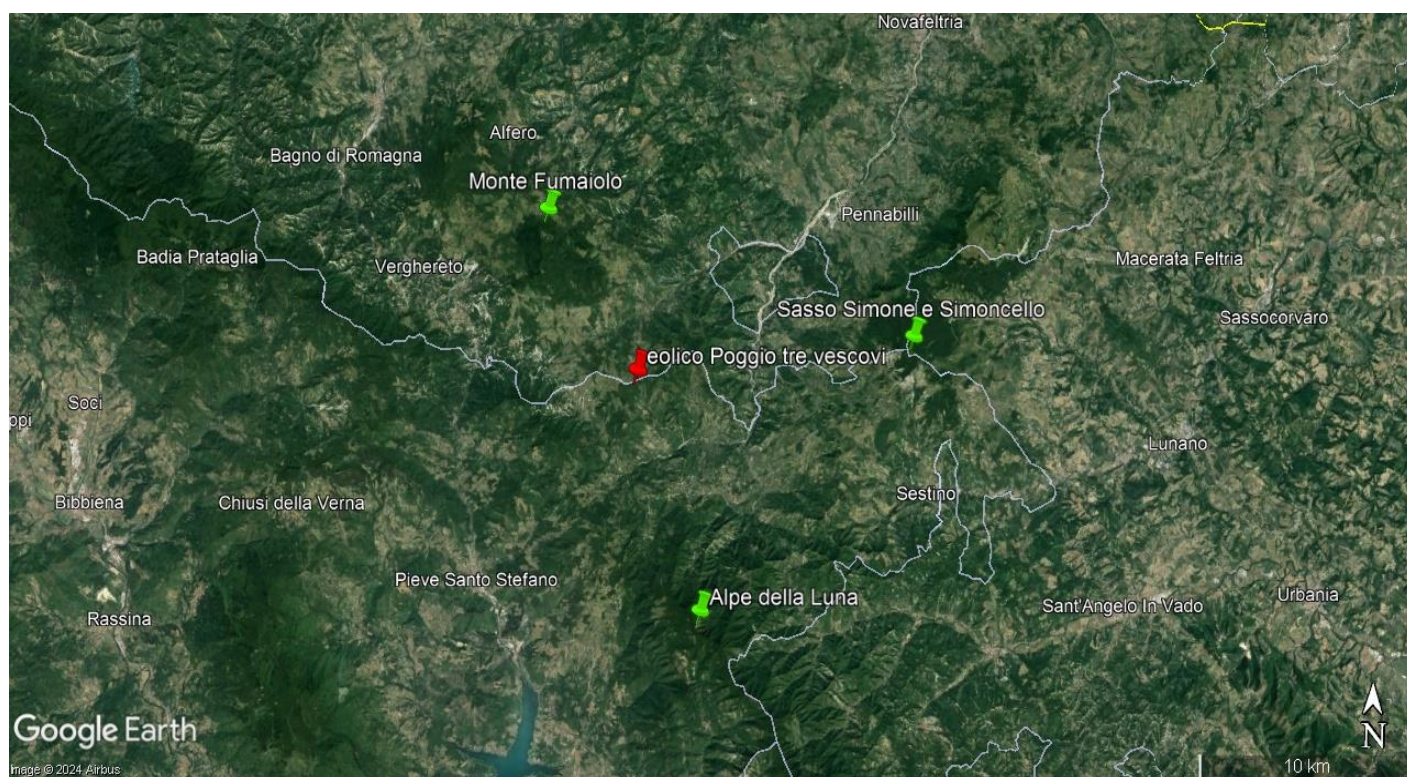 Novafeltria
Alfero
Bagno di Romagna
Monte Fumaiolo
Pennabilli
Badia Prataglia
Verghereto
Macerata Feltria
Sasso Simone e Simoncello
Sassocorvaro
eolico Poggio tre vescovi
Soci
ppi
Lunano
Sestino
Bibbiena
Chiusi della Verna
Pieve Santo Stefano
Alpe della Luna
Urbania
Sant'Angelo In Vado
Rassina
Google Earth
N
Image © 2024 Airbus
10 km